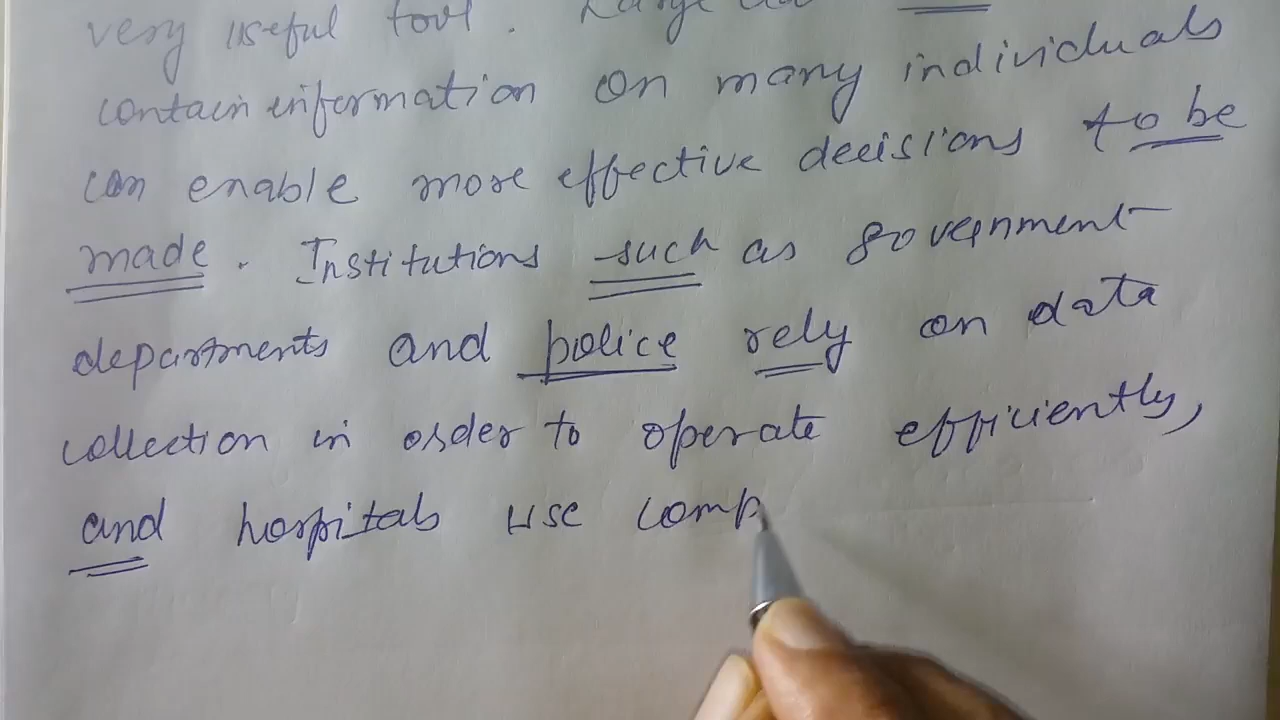 very useful tool. Large
contain information on many individuals
can enable more effective decisions to be
made. Institutions such as government
departments and police rely on data
collection in order to operate efficiently,
and hospitals use comp